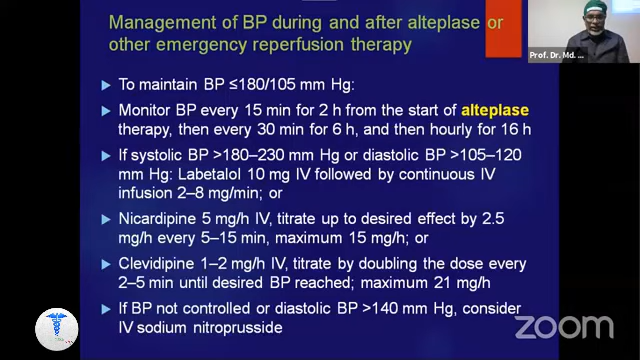 Management of BP during and after alteplase or
other emergency reperfusion therapy
Prof. Dr. Md. ...
To maintain BP ≤180/105 mm Hg:
Monitor BP every 15 min for 2 h from the start of alteplase
therapy, then every 30 min for 6 h, and then hourly for 16 h
If systolic BP >180–230 mm Hg or diastolic BP >105–120
mm Hg: Labetalol 10 mg IV followed by continuous IV
infusion 2–8 mg/min; or
Nicardipine 5 mg/h IV, titrate up to desired effect by 2.5
mg/h every 5–15 min, maximum 15 mg/h; or
Clevidipine 1–2 mg/h IV, titrate by doubling the dose every
2–5 min until desired BP reached; maximum 21 mg/h
If BP not controlled or diastolic BP >140 mm Hg, consider
IV sodium nitroprusside
zoom